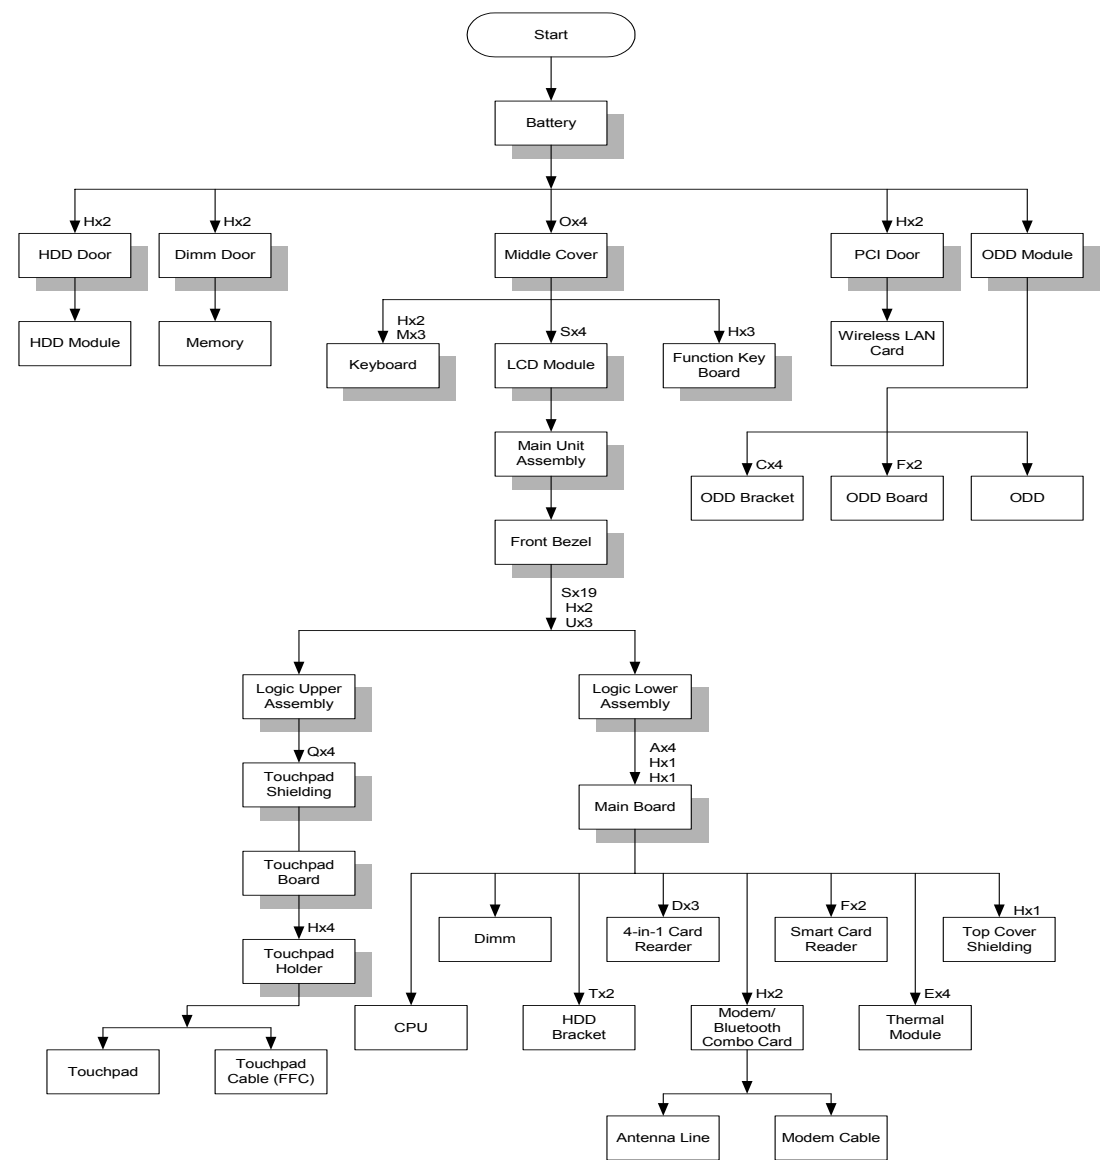 Start
Battery
Hx2
Hx2
Ox4
Hx2
HDD Door
Dimm Door
Middle Cover
PCI Door
ODD Module
HDD Module
Memory
Hx2
Mx3
Keyboard
Sx4
LCD Module
Hx3
Function Key
Board
Wireless LAN
Card
Main Unit
Assembly
Cx4
ODD Bracket
Fx2
ODD Board
ODD
Front Bezel
Sx19
Hx2
Ux3
Logic Upper
Assembly
Logic Lower
Assembly
Qx4
Touchpad
Shielding
Ax4
Hx1
Hx1
Main Board
Touchpad
Board
Hx4
Touchpad
Holder
Dimm
Dx3
4-in-1 Card
Rearder
Fx2
Smart Card
Reader
Hx1
Top Cover
Shielding
CPU
Tx2
HDD
Bracket
Hx2
Modem/
Bluetooth
Combo Card
Ex4
Thermal
Module
Touchpad
Touchpad
Cable (FFC)
Antenna Line
Modem Cable